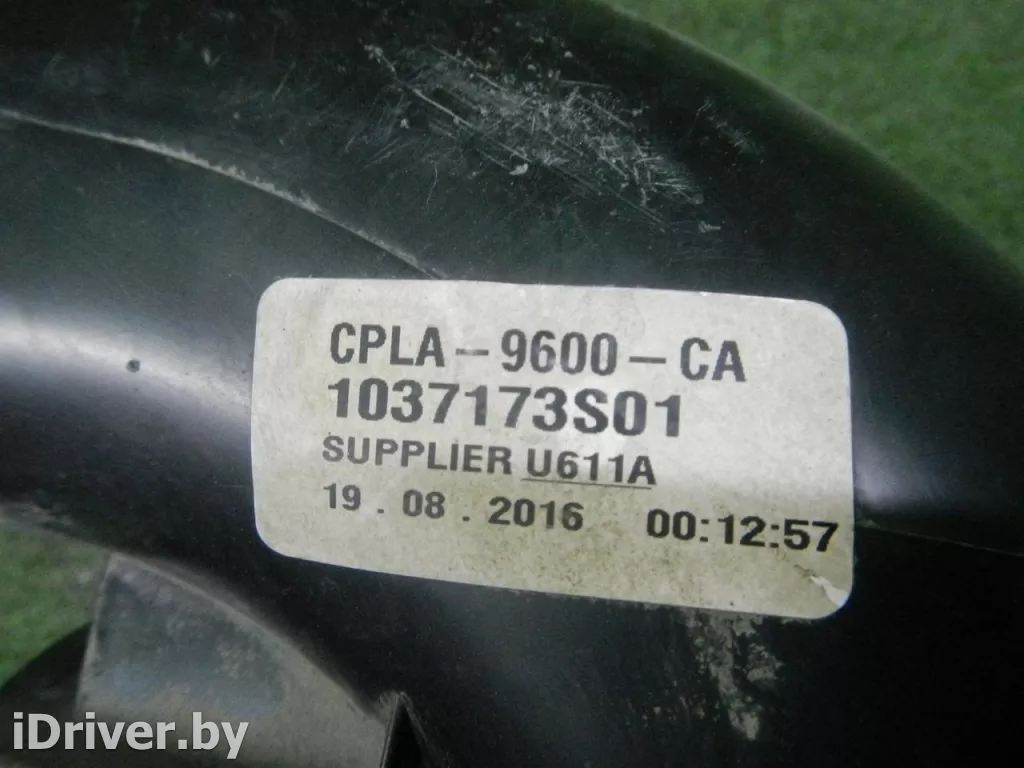 CPLA-9600-CA
1037173S01
SUPPLIER U611A
19.08.2016 00:12:57
iDriver.by